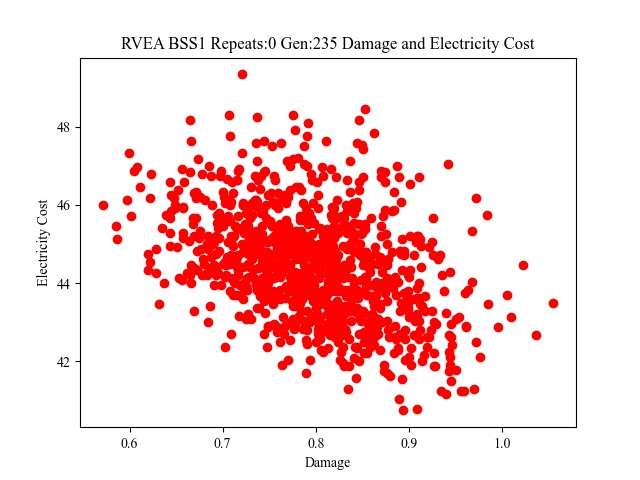 RVEA BSS1 Repeats:0 Gen:235 Damage and Electricity Cost
48
46
44
42
Electricity Cost
0.6 0.7 0.8 0.9 1.0
Damage